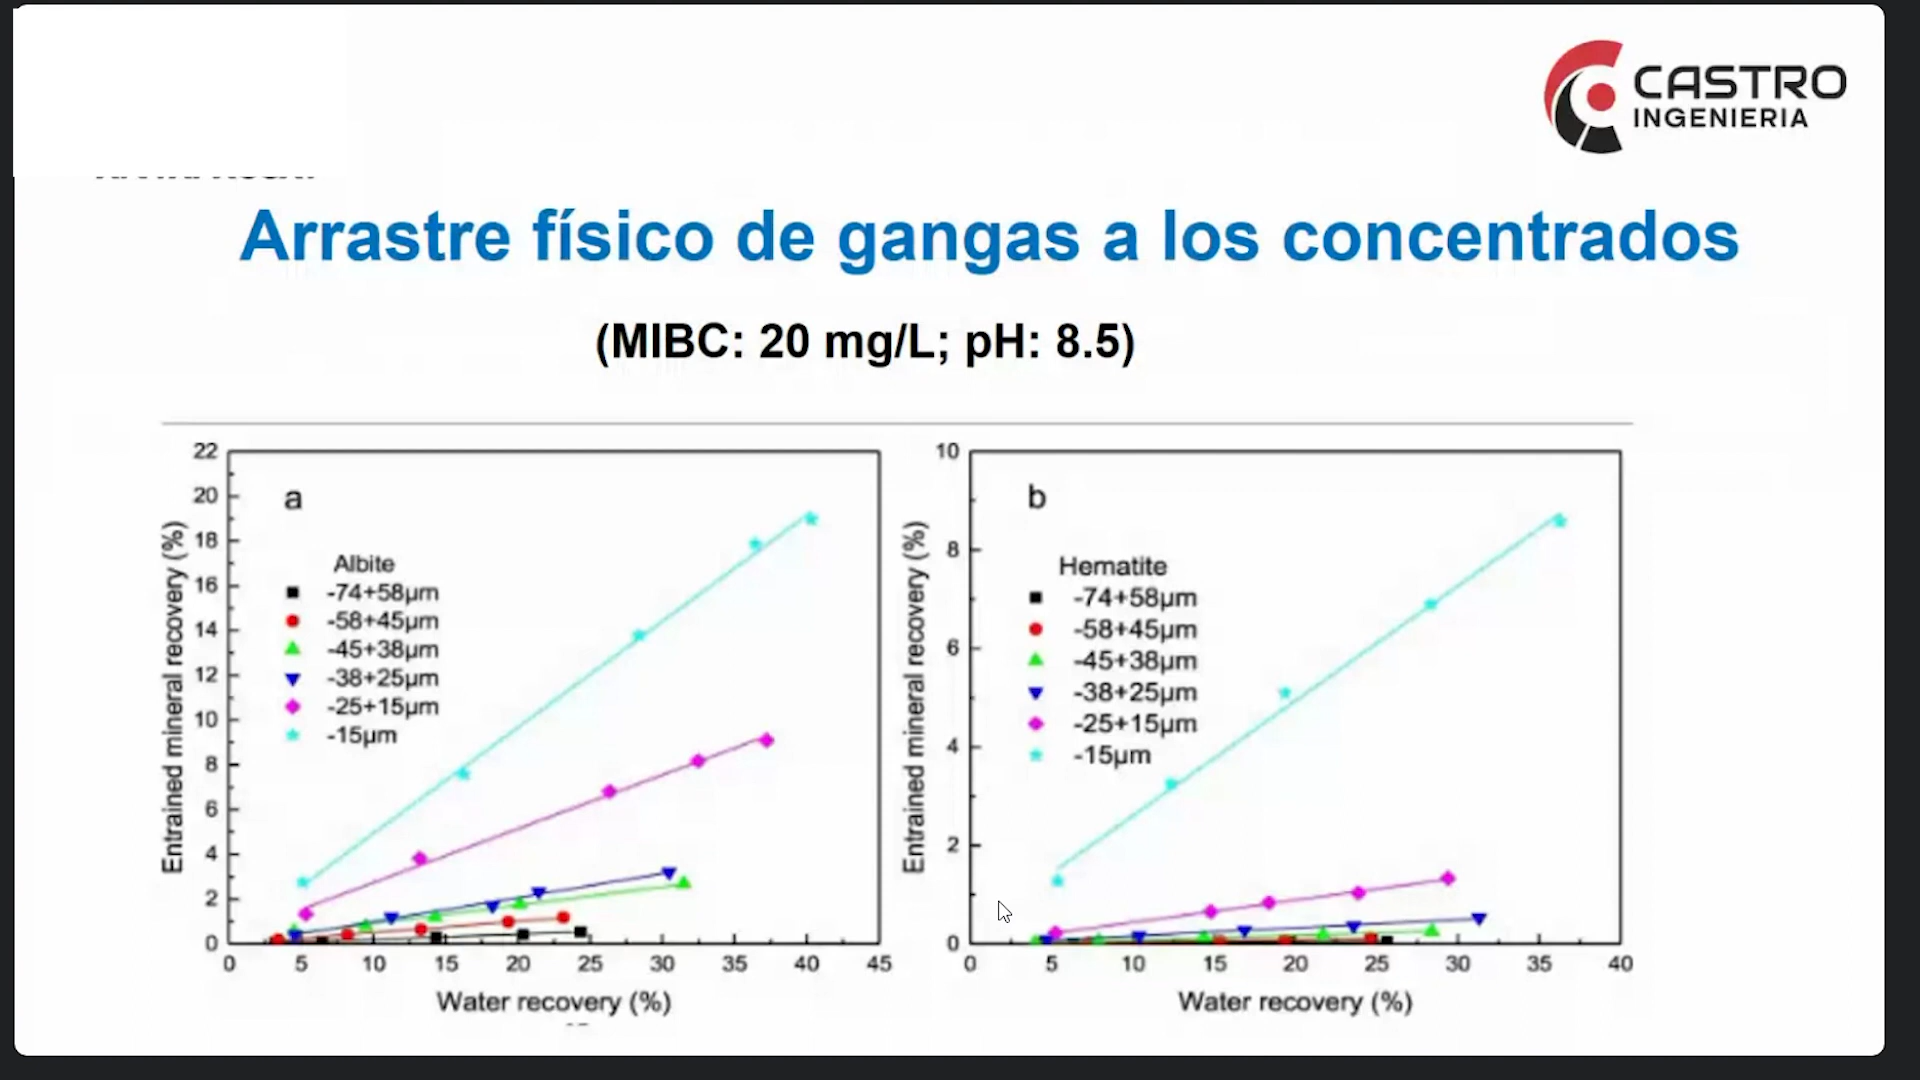 CASTRO
INGENIERIA
Arrastre físico de gangas a los concentrados
(MIBC: 20 mg/L; pH: 8.5)
a
Albite
-74+58µm
-58+45µm
-45+38µm
-38+25µm
-25+15µm
-15µm
Entrained mineral recovery (%)
22
20
18
16
14
12
10
8
6
4
2
0
0 5 10 15 20 25 30 35 40 45
Water recovery (%)
b
Hematite
-74+58µm
-58+45µm
-45+38µm
-38+25µm
-25+15µm
-15µm
Entrained mineral recovery (%)
10
8
6
4
2
0
0 5 10 15 20 25 30 35 40
Water recovery (%)